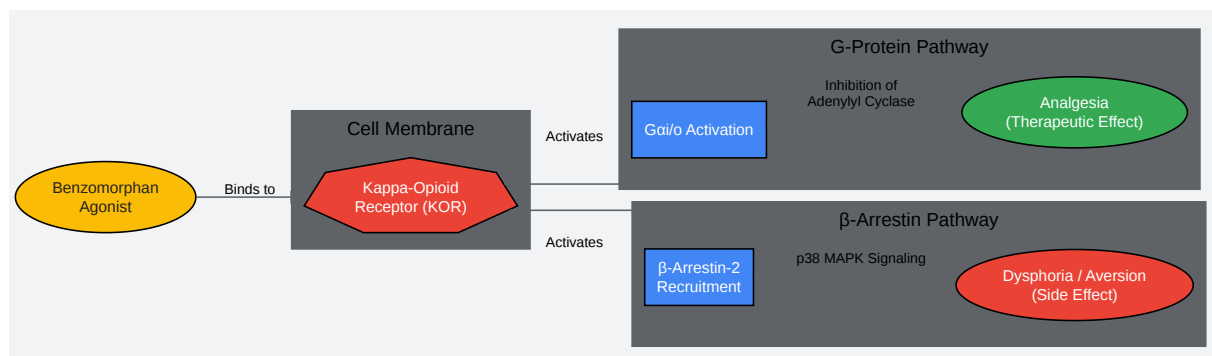 Benzomorphan
Agonist
Binds to
Cell Membrane
Kappa-Opioid
Receptor (KOR)
Activates
G-Protein Pathway
Gαi/o Activation
Inhibition of
Adenylyl Cyclase
Analgesia
(Therapeutic Effect)
Activates
β-Arrestin Pathway
β-Arrestin-2
Recruitment
p38 MAPK Signaling
Dysphoria / Aversion
(Side Effect)